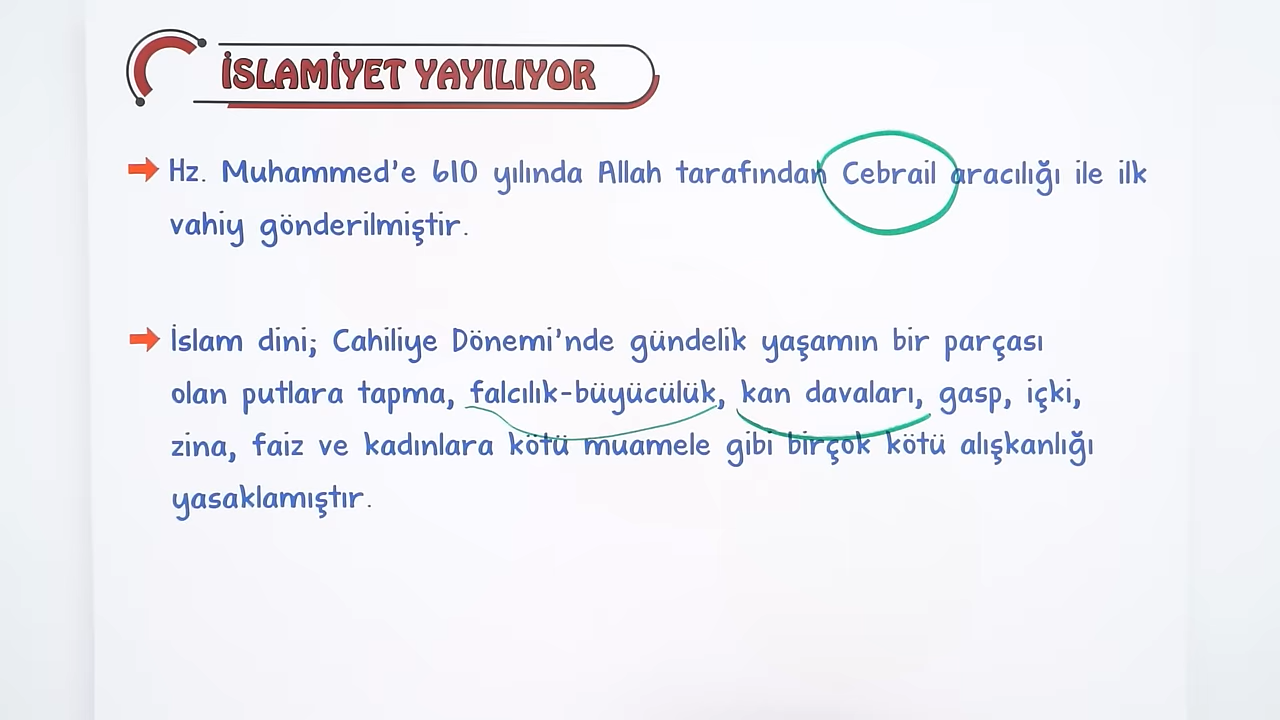 İSLAMİYET YAYILIYOR
Hz. Muhammed'e 610 yılında Allah tarafından Cebrail aracılığı ile ilk
vahiy gönderilmiştir.
İslam dini; Cahiliye Dönemi'nde gündelik yaşamın bir parçası
olan putlara tapma, falcılık-büyücülük, kan davaları, gasp, içki,
zina, faiz ve kadınlara kötü muamele gibi birçok kötü alışkanlığı
yasaklamıştır.